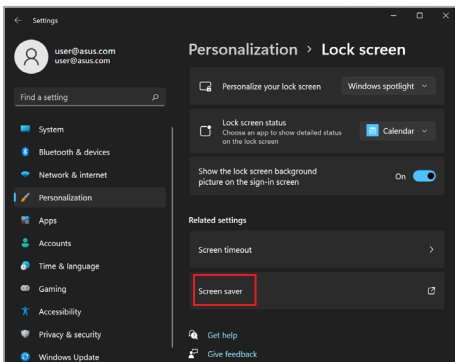 Settings
user@asus.com
user@asus.com
Find a setting
System
Bluetooth & devices
Network & internet
Personalization
Apps
Accounts
Time & language
Gaming
Accessibility
Privacy & security
Windows Update
Personalization › Lock screen
Personalize your lock screen
Windows spotlight
Lock screen status
Choose an app to show detailed status
on the lock screen
Calendar
Show the lock screen background
picture on the sign-in screen
On
Related settings
Screen timeout
Screen saver
Get help
Give feedback